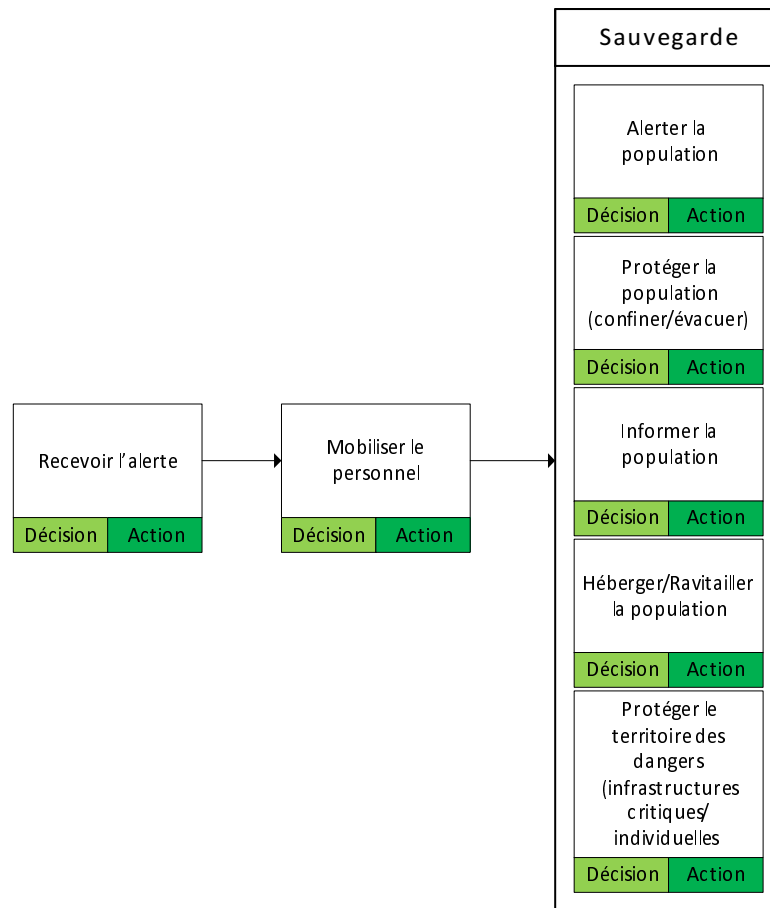 Recevoir l'alerte
Décision Action
Mobiliser le
personnel
Décision Action
Sauvegarde
Alerter la
population
Décision Action
Protéger la
population
(confiner/évacuer)
Décision Action
Informer la
population
Décision Action
Héberger/Ravitailler
la population
Décision Action
Protéger le
territoire des
dangers
(infrastructures
critiques/
individuelles
Décision Action